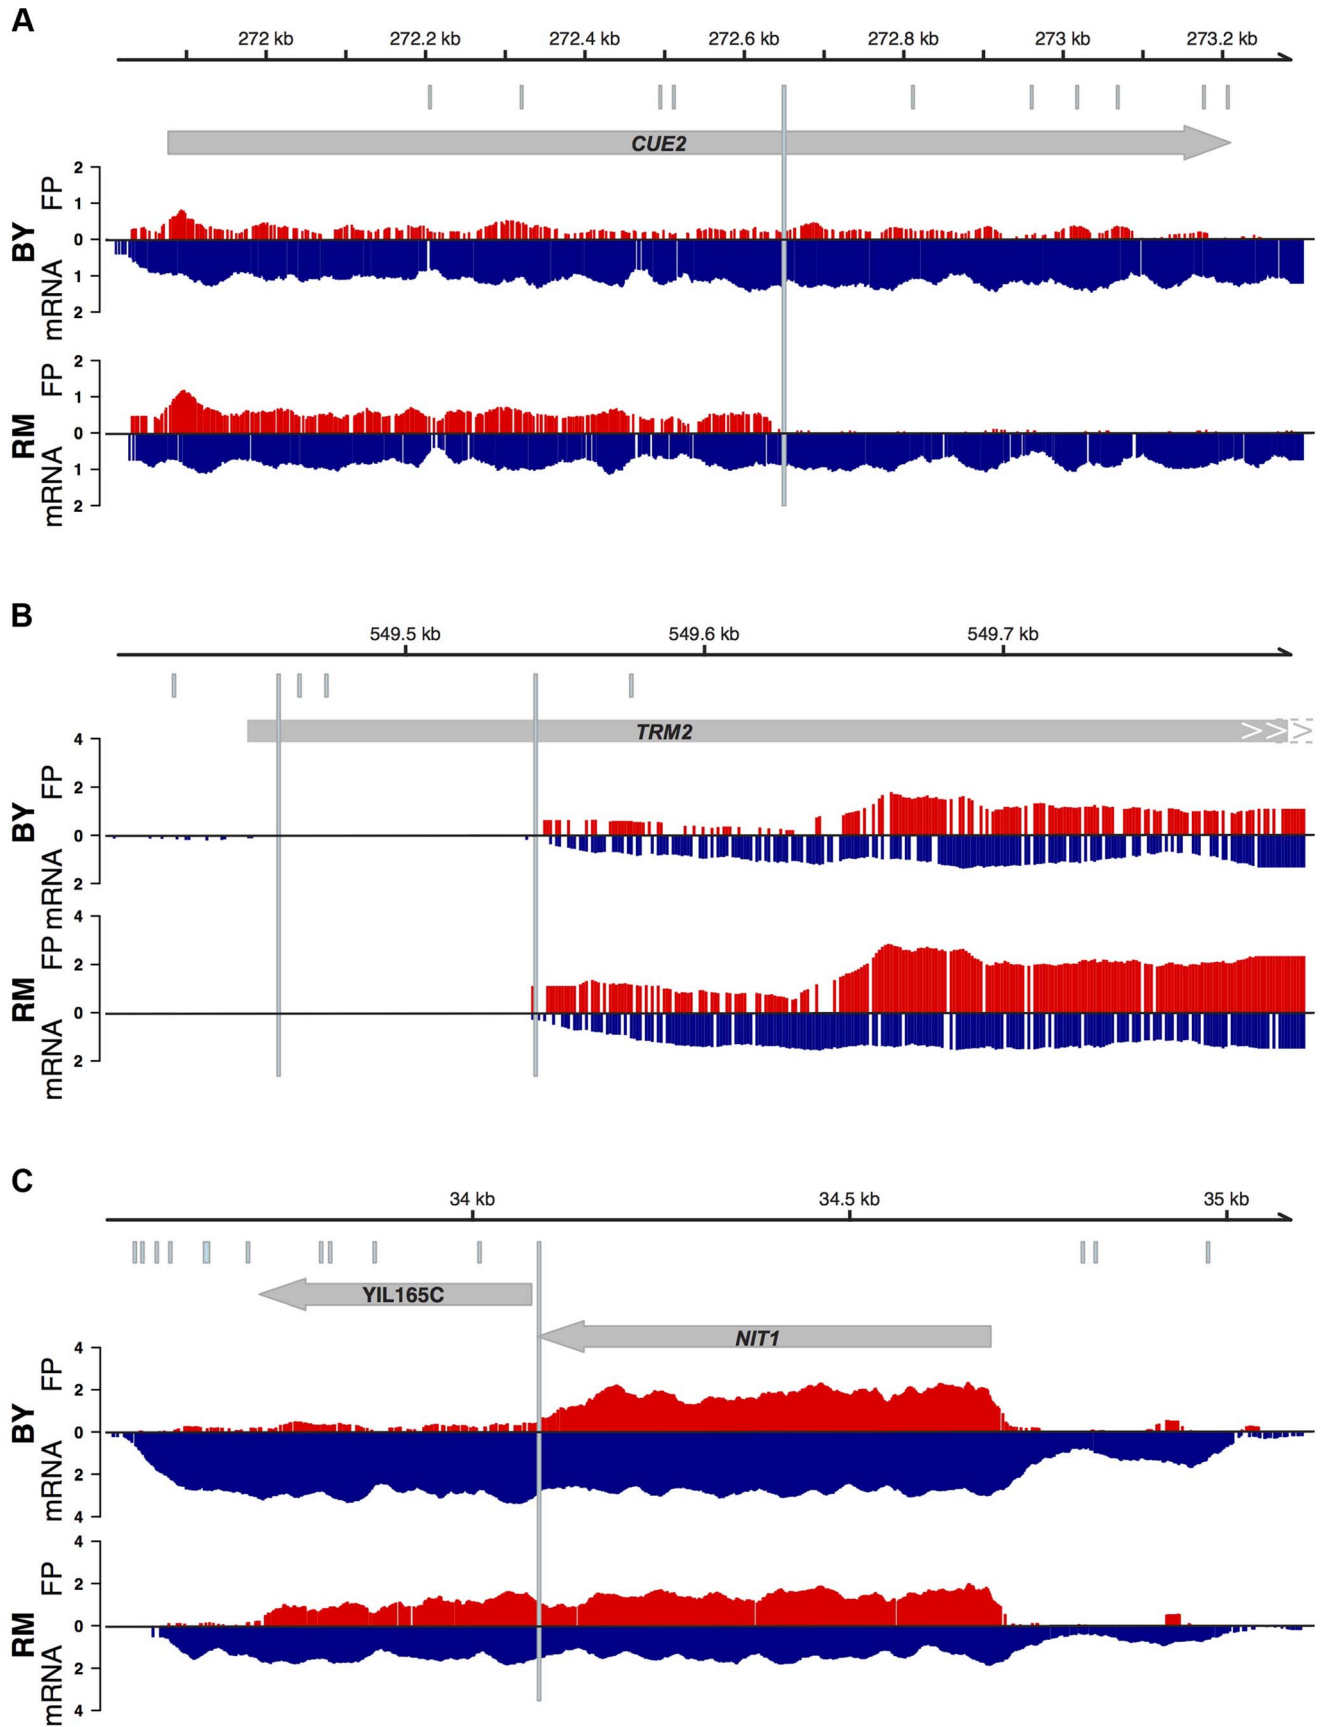 A
272 kb 272.2 kb 272.4 kb 272.6 kb 272.8 kb 273 kb 273.2 kb
CUE2
BY
FP
mRNA
2
1
0
1
2
RM
FP
mRNA
2
1
0
1
2
B
549.5 kb 549.6 kb 549.7 kb
TRM2
BY
FP
mRNA
4
2
0
2
RM
FP
mRNA
4
2
0
2
C
34 kb 34.5 kb 35 kb
YIL165C
NIT1
BY
FP
mRNA
4
2
0
2
4
RM
FP
mRNA
4
2
0
2
4